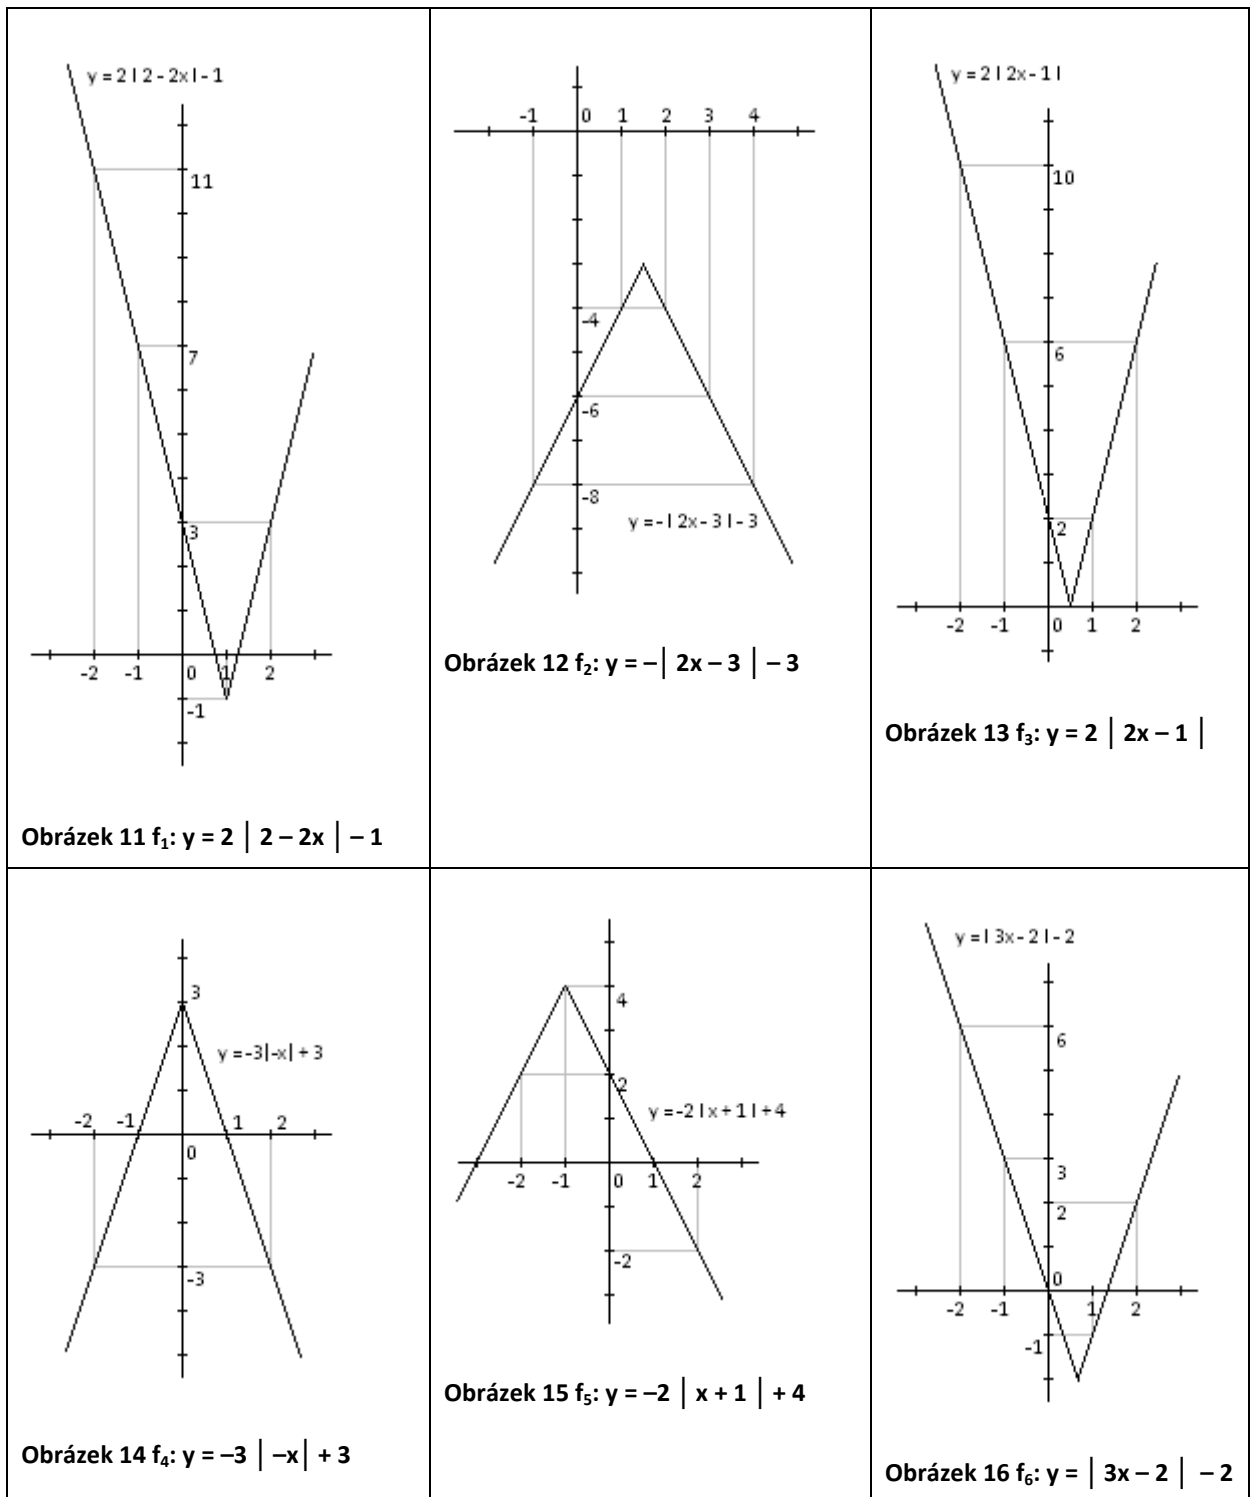 y = 2 | 2 - 2x | - 1
11
7
3
-2 -1 0 1 2
-1
Obrázek 11 f₁: y = 2 │ 2 – 2x │ – 1
-1 0 1 2 3 4
-4
-6
-8
y = - | 2x - 3 | - 3
Obrázek 12 f₂: y = –│ 2x – 3 │ – 3
y = 2 | 2x - 1 |
10
6
2
-2 -1 0 1 2
Obrázek 13 f₃: y = 2 │ 2x – 1 │
3
y = -3|-x| + 3
-2 -1 1 2
0
-3
Obrázek 14 f₄: y = –3 │ –x│ + 3
4
2
y = -2 | x + 1 | + 4
-2 -1 0 1 2
-2
Obrázek 15 f₅: y = –2 │ x + 1 │ + 4
y = | 3x - 2 | - 2
6
3
2
0
-2 -1 1 2
-1
Obrázek 16 f₆: y = │ 3x – 2 │ – 2